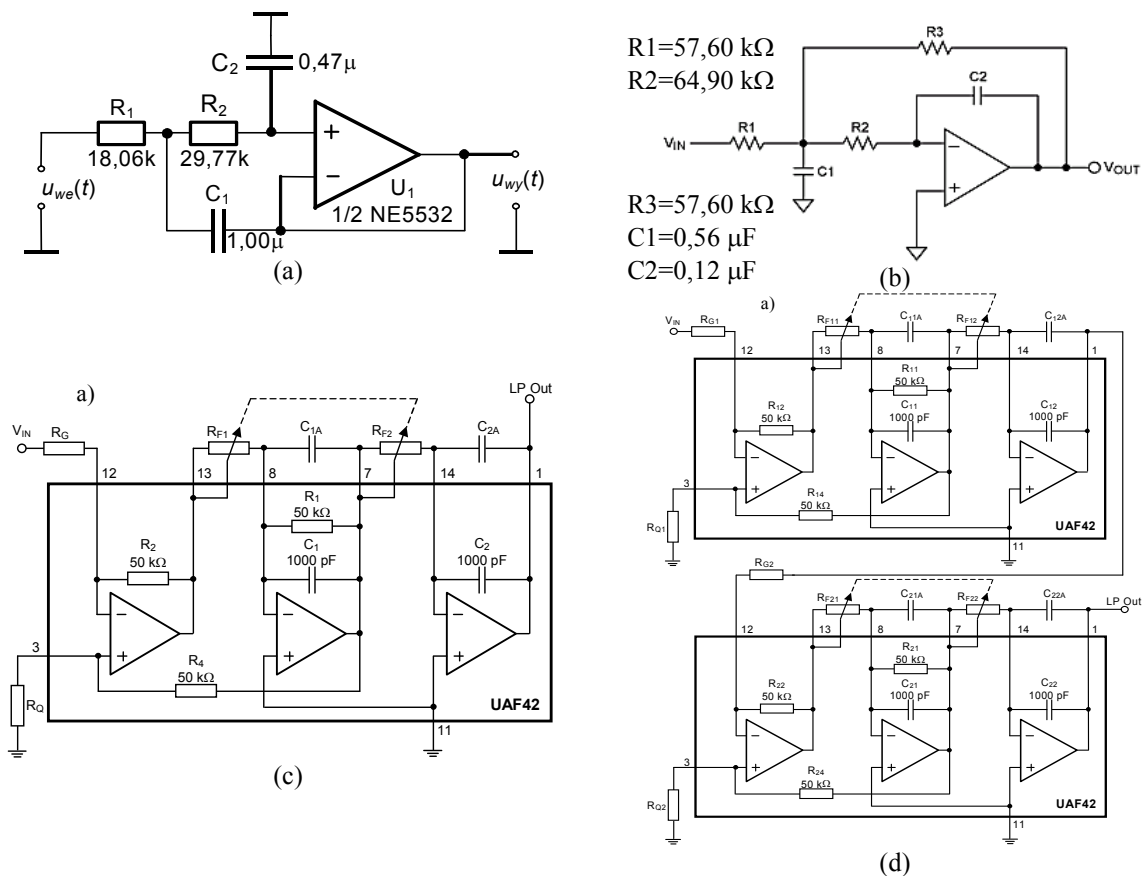 C₂
0,47μ
R₁
R₂
18,06k
29,77k
+
−
U₁
1/2 NE5532
C₁
1,00μ
uwe(t)
uwy(t)
(a)
R1=57,60 kΩ
R2=64,90 kΩ
R3
C2
VIN
R1
R2
C1
−
+
VOUT
R3=57,60 kΩ
C1=0,56 μF
C2=0,12 μF
(b)
a)
LP Out
VIN
RG
RF1
C1A
RF2
C2A
12
13
8
7
14
1
R₁
50 kΩ
R₂
50 kΩ
C₁
1000 pF
C₂
1000 pF
−
+
−
+
−
+
3
R₄
50 kΩ
RQ
UAF42
11
(c)
a)
VIN
RG1
RF11
C11A
RF12
C12A
12
13
8
7
14
1
R11
50 kΩ
R12
50 kΩ
C11
1000 pF
C12
1000 pF
−
+
−
+
−
+
3
R14
50 kΩ
RQ1
UAF42
11
RG2
RF21
C21A
RF22
C22A
LP Out
12
13
8
7
14
1
R21
50 kΩ
R22
50 kΩ
C21
1000 pF
C22
1000 pF
−
+
−
+
−
+
3
R24
50 kΩ
RQ2
UAF42
11
(d)